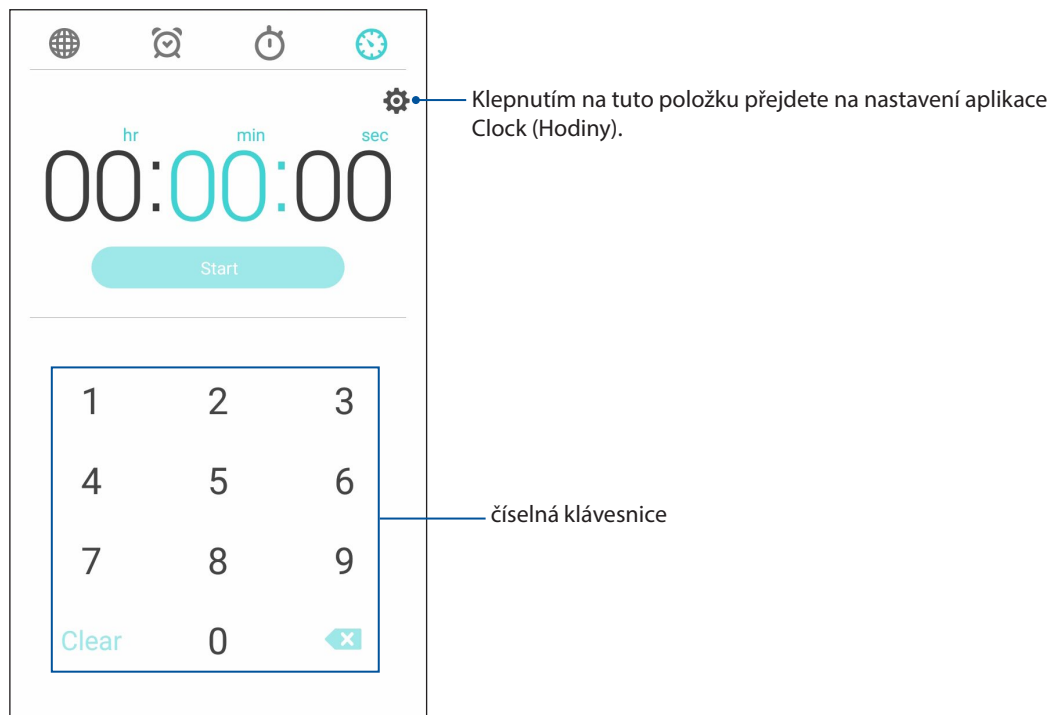 Klepnutím na tuto položku přejdete na nastavení aplikace
Clock (Hodiny).
hr min sec
00:00:00
Start
1 2 3
4 5 6
číselná klávesnice
7 8 9
Clear 0